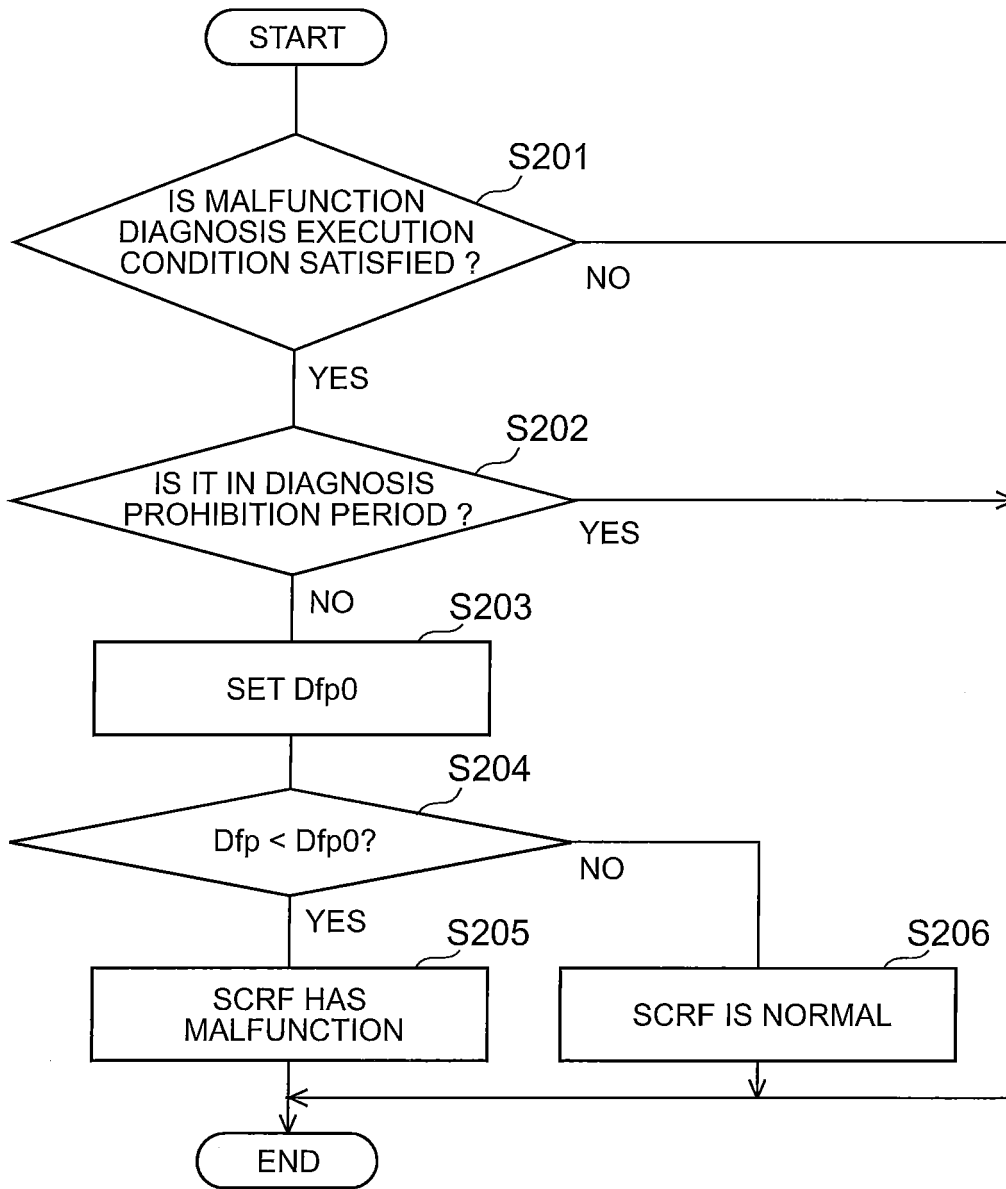 START
S201
IS MALFUNCTION
DIAGNOSIS EXECUTION
CONDITION SATISFIED ?
NO
YES
S202
IS IT IN DIAGNOSIS
PROHIBITION PERIOD ?
YES
NO
S203
SET Dfp0
S204
Dfp < Dfp0?
NO
YES
S205
S206
SCRF HAS
MALFUNCTION
SCRF IS NORMAL
END